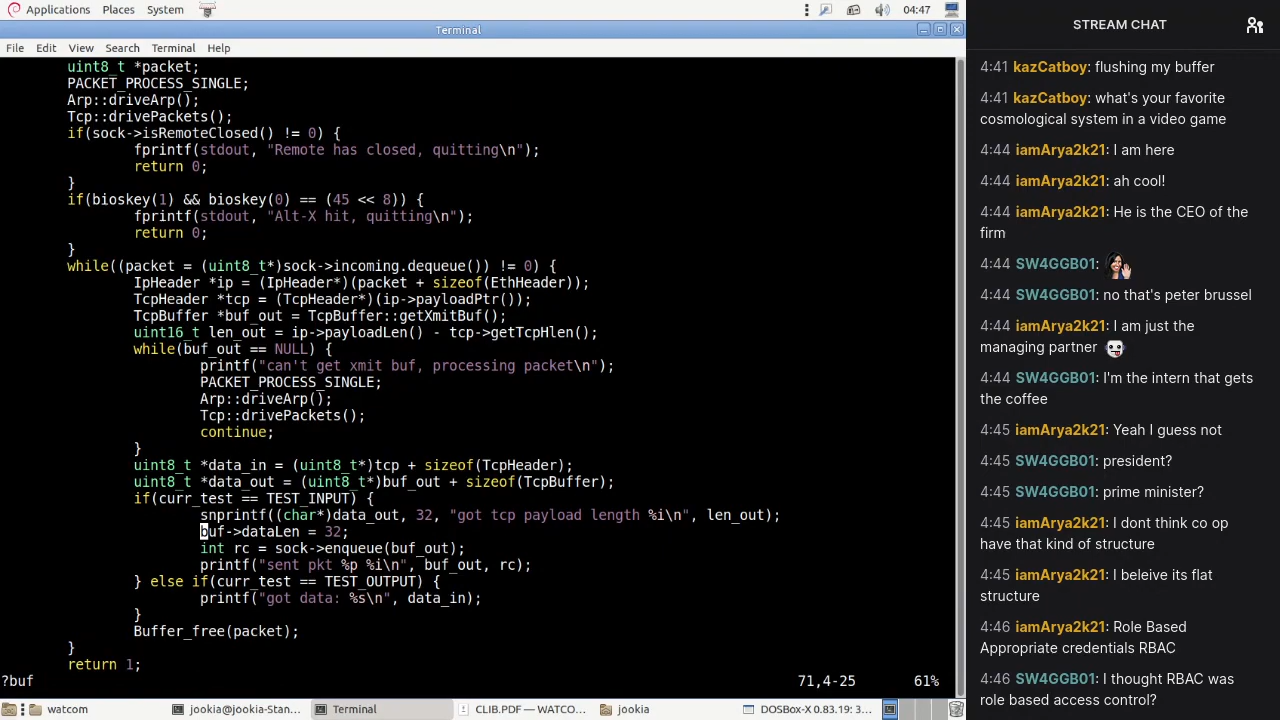 Applications Places System 04:47
Terminal
File Edit View Search Terminal Help
uint8_t *packet;
PACKET_PROCESS_SINGLE;
Arp::driveArp();
Tcp::drivePackets();
if(sock->isRemoteClosed() != 0) {
fprintf(stdout, "Remote has closed, quitting\n");
return 0;
}
if(bioskey(1) && bioskey(0) == (45 << 8)) {
fprintf(stdout, "Alt-X hit, quitting\n");
return 0;
}
while((packet = (uint8_t*)sock->incoming.dequeue()) != 0) {
IpHeader *ip = (IpHeader*)(packet + sizeof(EthHeader));
TcpHeader *tcp = (TcpHeader*)(ip->payloadPtr());
TcpBuffer *buf_out = TcpBuffer::getXmitBuf();
uint16_t len_out = ip->payloadLen() - tcp->getTcpHlen();
while(buf_out == NULL) {
printf("can't get xmit buf, processing packet\n");
PACKET_PROCESS_SINGLE;
Arp::driveArp();
Tcp::drivePackets();
continue;
}
uint8_t *data_in = (uint8_t*)tcp + sizeof(TcpHeader);
uint8_t *data_out = (uint8_t*)buf_out + sizeof(TcpBuffer);
if(curr_test == TEST_INPUT) {
snprintf((char*)data_out, 32, "got tcp payload length %i\n", len_out);
buf->dataLen = 32;
int rc = sock->enqueue(buf_out);
printf("sent pkt %p %i\n", buf_out, rc);
} else if(curr_test == TEST_OUTPUT) {
printf("got data: %s\n", data_in);
}
Buffer_free(packet);
}
return 1;
?buf 71,4-25 61%
watcom jookia@jookia-Stan... Terminal CLIB.PDF — WATCO... jookia DOSBox-X 0.83.19: 3...
STREAM CHAT
4:41 kazCatboy: flushing my buffer
4:41 kazCatboy: what's your favorite
cosmological system in a video game
4:44 iamArya2k21: I am here
4:44 iamArya2k21: ah cool!
4:44 iamArya2k21: He is the CEO of the
firm
4:44 SW4GGB01:
4:44 SW4GGB01: no that's peter brussel
4:44 iamArya2k21: I am just the
managing partner
4:44 SW4GGB01: I'm the intern that gets
the coffee
4:45 iamArya2k21: Yeah I guess not
4:45 SW4GGB01: president?
4:45 SW4GGB01: prime minister?
4:45 iamArya2k21: I dont think co op
have that kind of structure
4:45 iamArya2k21: I beleive its flat
structure
4:46 iamArya2k21: Role Based
Appropriate credentials RBAC
4:46 SW4GGB01: I thought RBAC was
role based access control?